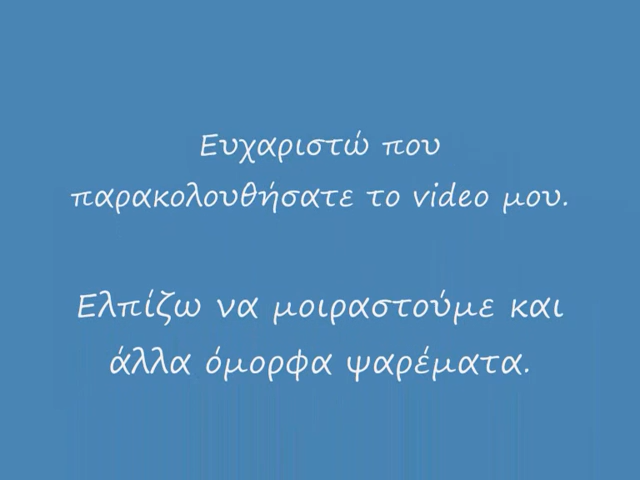 Ευχαριστώ που
παρακολουθήσατε το video μου.
Ελπίζω να μοιραστούμε και
άλλα όμορφα ψαρέματα.